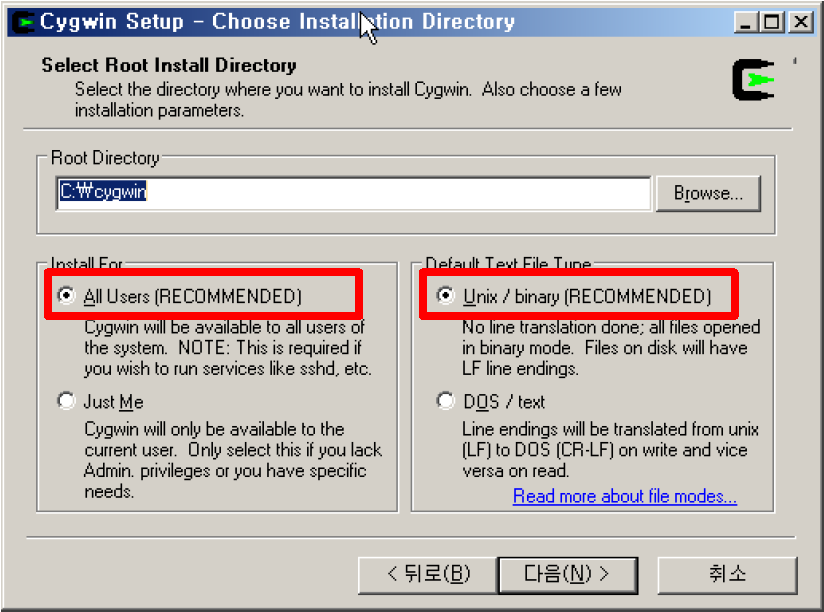 Cygwin Setup - Choose Installation Directory
Select Root Install Directory
Select the directory where you want to install Cygwin. Also choose a few
installation parameters.
Root Directory
C:₩cygwin
Browse...
Install For
All Users (RECOMMENDED)
Cygwin will be available to all users of
the system. NOTE: This is required if
you wish to run services like sshd, etc.
Just Me
Cygwin will only be available to the
current user. Only select this if you lack
Admin. privileges or you have specific
needs.
Default Text File Type
Unix / binary (RECOMMENDED)
No line translation done; all files opened
in binary mode. Files on disk will have
LF line endings.
DOS / text
Line endings will be translated from unix
(LF) to DOS (CR-LF) on write and vice
versa on read.
Read more about file modes...
< 뒤로(B)
다음(N) >
취소